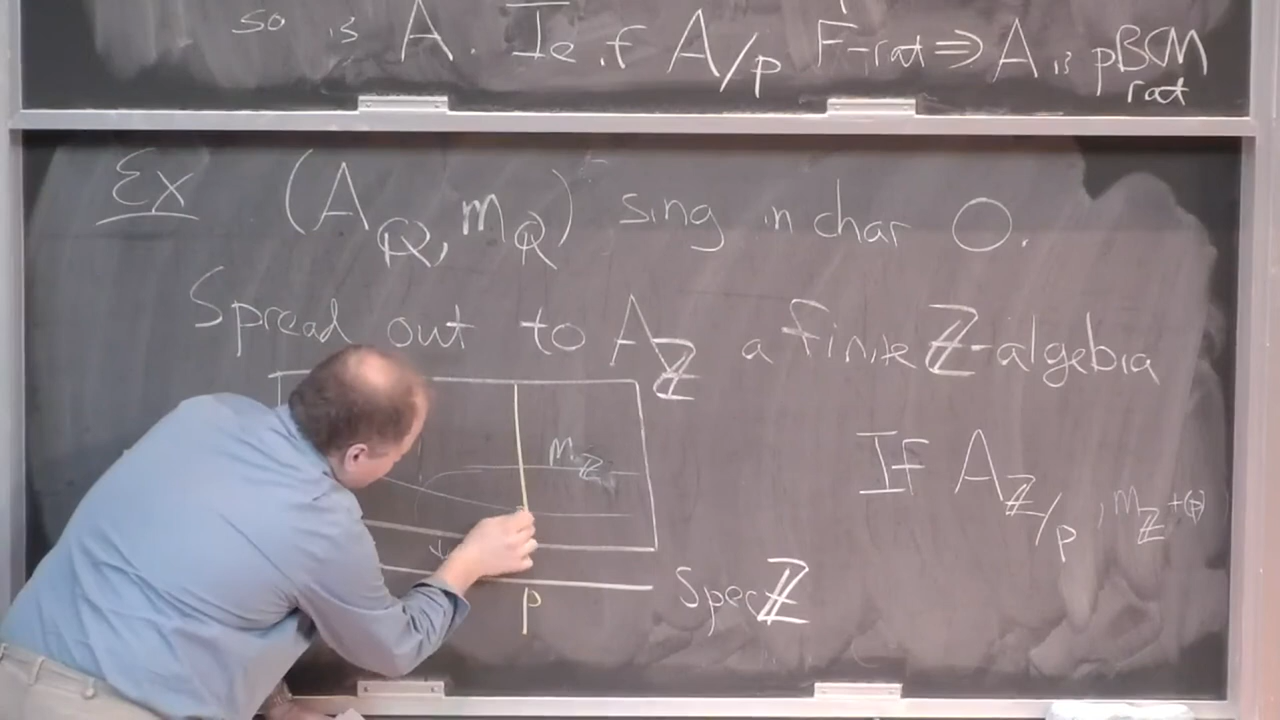 so is A. Ie if A/p F-rat ⇒ A is pBCM
rat
Ex (A_Q, m_Q) sing in char 0.
Spread out to A_ℤ a finite ℤ-algebra
m_ℤ
If A_ℤ/p, m_ℤ+(p)
Spec ℤ
p